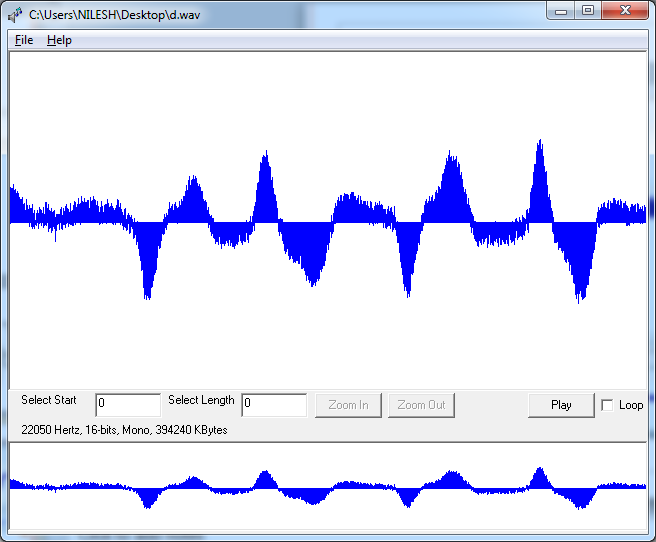 C:\Users\NILESH\Desktop\d.wav
File Help
Select Start 0 Select Length 0 Zoom In Zoom Out Play Loop
22050 Hertz, 16-bits, Mono, 394240 KBytes